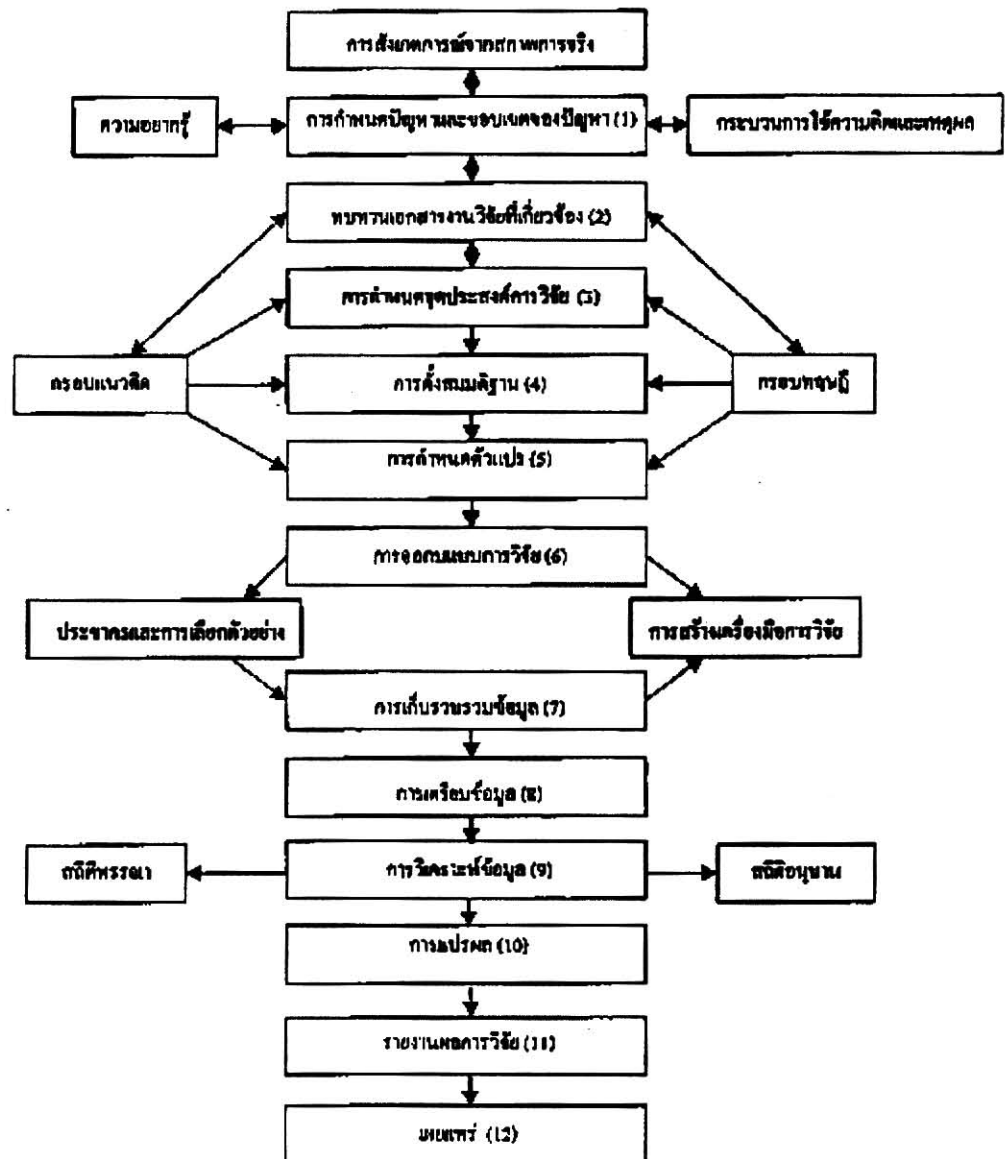 การสังเกตการณ์จากสภาพการจริง
ความอยากรู้
การกำหนดปัญหาและขอบเขตของปัญหา (1)
กระบวนการใช้ความคิดและเหตุผล
ทบทวนเอกสารงานวิจัยที่เกี่ยวข้อง (2)
การกำหนดจุดประสงค์การวิจัย (3)
กรอบแนวคิด
การตั้งสมมติฐาน (4)
กรอบทฤษฎี
การกำหนดตัวแปร (5)
การออกแบบการวิจัย (6)
ประชากรและการเลือกตัวอย่าง
การสร้างเครื่องมือการวิจัย
การเก็บรวบรวมข้อมูล (7)
การเตรียมข้อมูล (8)
สถิติพรรณา
การวิเคราะห์ข้อมูล (9)
สถิติอนุมาน
การแปรผล (10)
รายงานผลการวิจัย (11)
เผยแพร่ (12)